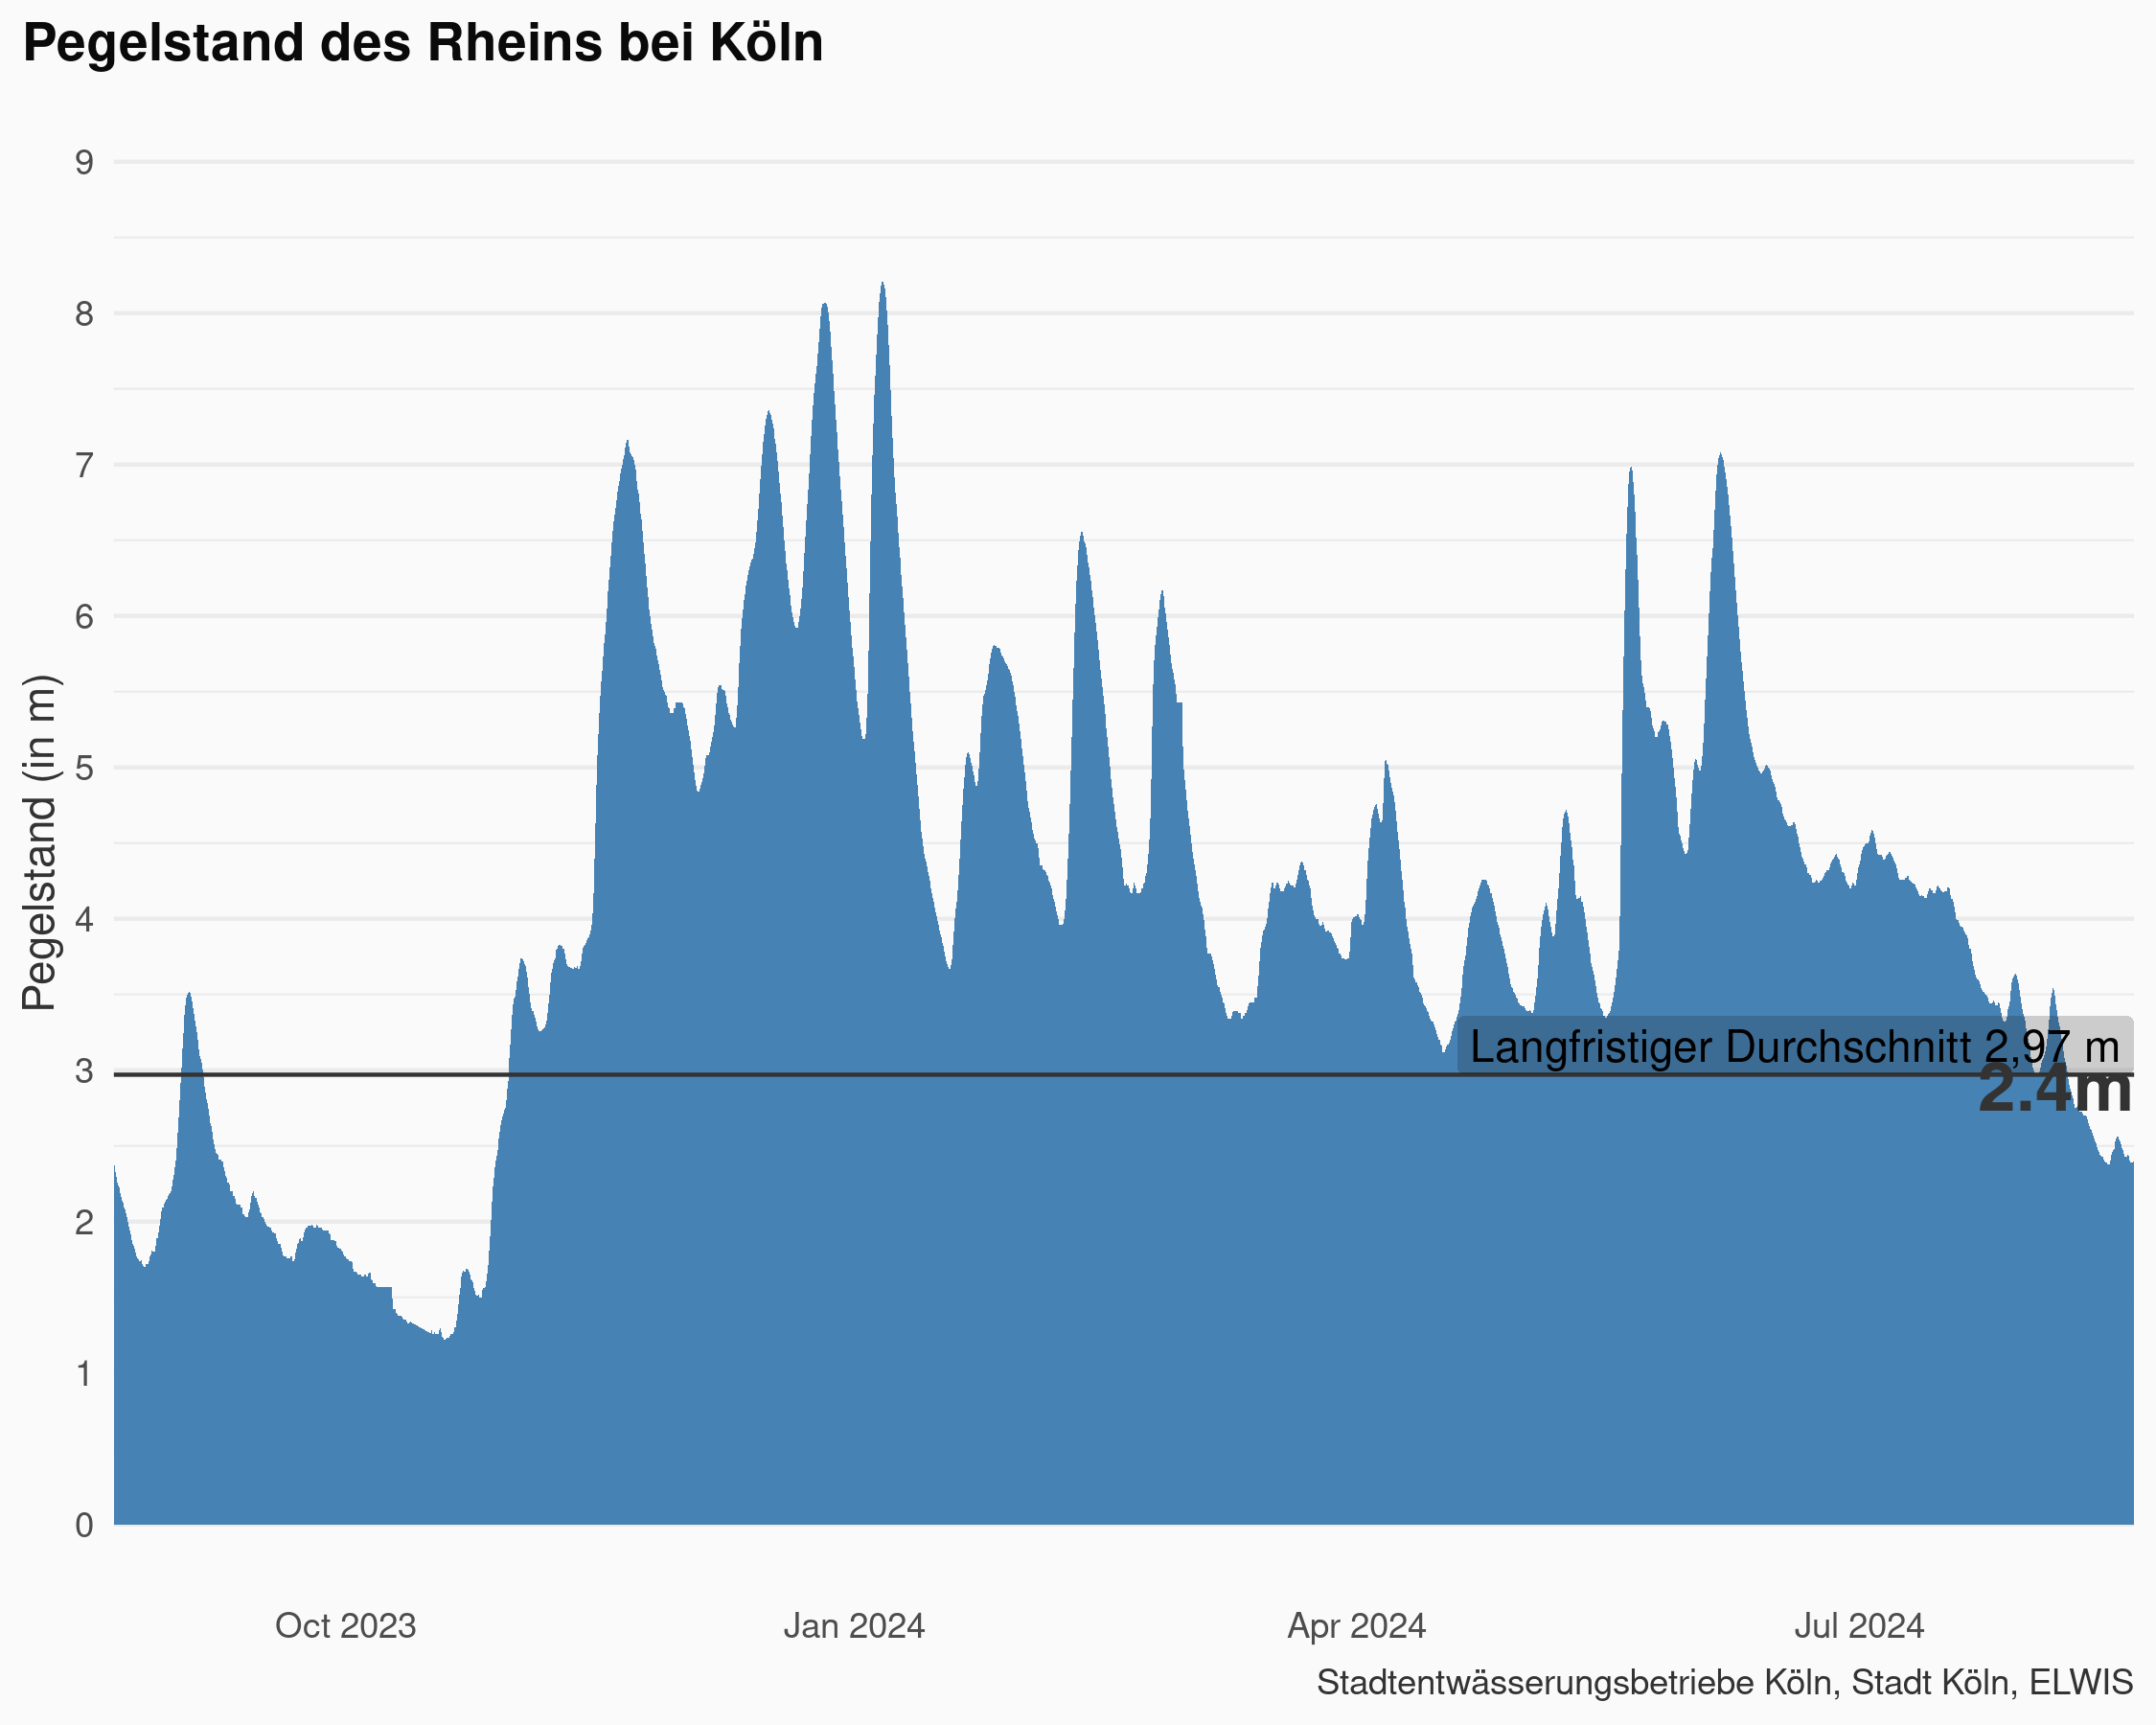 Pegelstand des Rheins bei Köln
Pegelstand (in m)
9
8
7
6
5
4
3
2
1
0
Langfristiger Durchschnitt 2,97 m
2.4m
Oct 2023
Jan 2024
Apr 2024
Jul 2024
Stadtentwässerungsbetriebe Köln, Stadt Köln, ELWIS